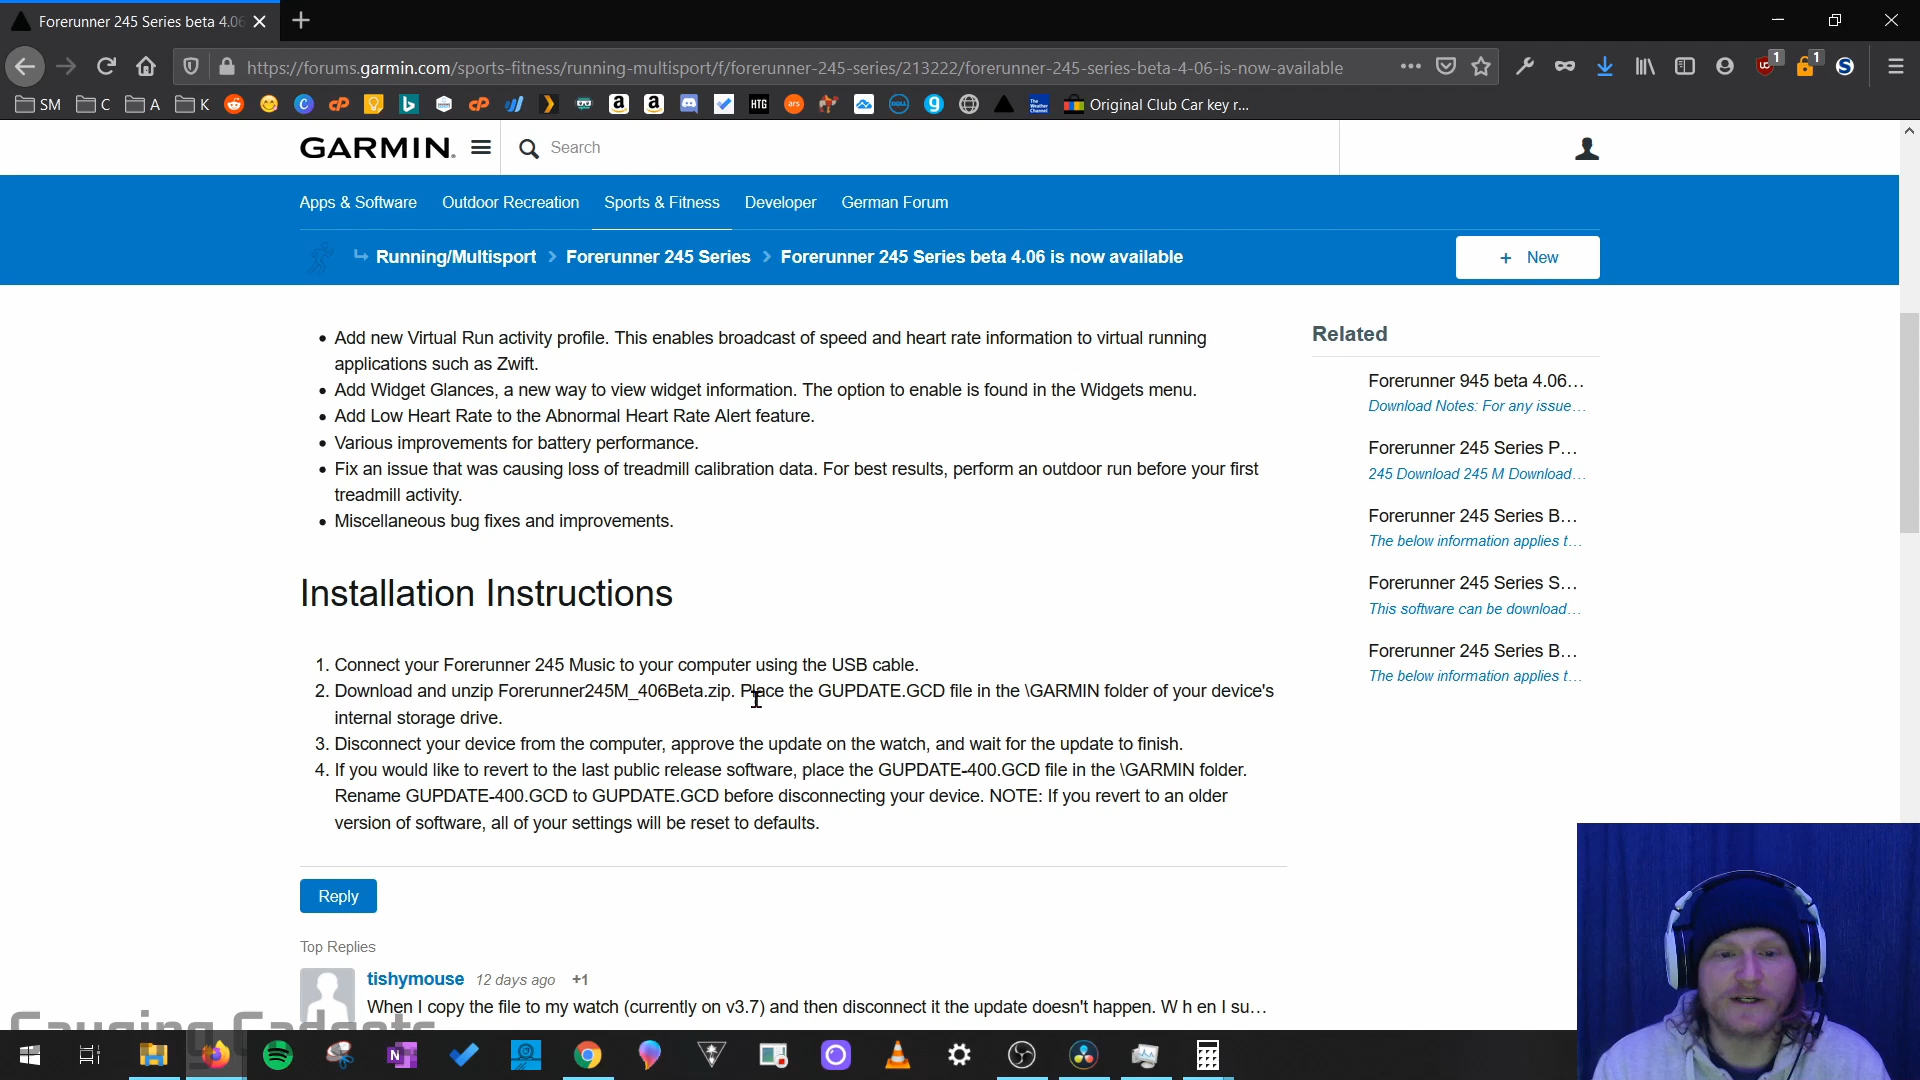 Forerunner 245 Series beta 4.06
https://forums.garmin.com/sports-fitness/running-multisport/f/forerunner-245-series/213222/forerunner-245-series-beta-4-06-is-now-available
1
1
SM
C
A
K
HTG
ars
DELL
Original Club Car key r...
GARMIN
Search
Apps & Software
Outdoor Recreation
Sports & Fitness
Developer
German Forum
Running/Multisport > Forerunner 245 Series > Forerunner 245 Series beta 4.06 is now available
+ New
• Add new Virtual Run activity profile. This enables broadcast of speed and heart rate information to virtual running
applications such as Zwift.
• Add Widget Glances, a new way to view widget information. The option to enable is found in the Widgets menu.
• Add Low Heart Rate to the Abnormal Heart Rate Alert feature.
• Various improvements for battery performance.
• Fix an issue that was causing loss of treadmill calibration data. For best results, perform an outdoor run before your first
treadmill activity.
• Miscellaneous bug fixes and improvements.
Installation Instructions
1. Connect your Forerunner 245 Music to your computer using the USB cable.
2. Download and unzip Forerunner245M_406Beta.zip. Place the GUPDATE.GCD file in the \GARMIN folder of your device's
internal storage drive.
3. Disconnect your device from the computer, approve the update on the watch, and wait for the update to finish.
4. If you would like to revert to the last public release software, place the GUPDATE-400.GCD file in the \GARMIN folder.
Rename GUPDATE-400.GCD to GUPDATE.GCD before disconnecting your device. NOTE: If you revert to an older
version of software, all of your settings will be reset to defaults.
Reply
Top Replies
tishymouse 12 days ago +1
When I copy the file to my watch (currently on v3.7) and then disconnect it the update doesn't happen. W h en I su...
Related
Forerunner 945 beta 4.06...
Download Notes: For any issue...
Forerunner 245 Series P...
245 Download 245 M Download...
Forerunner 245 Series B...
The below information applies t...
Forerunner 245 Series S...
This software can be download...
Forerunner 245 Series B...
The below information applies t...
Gauging Gadgets